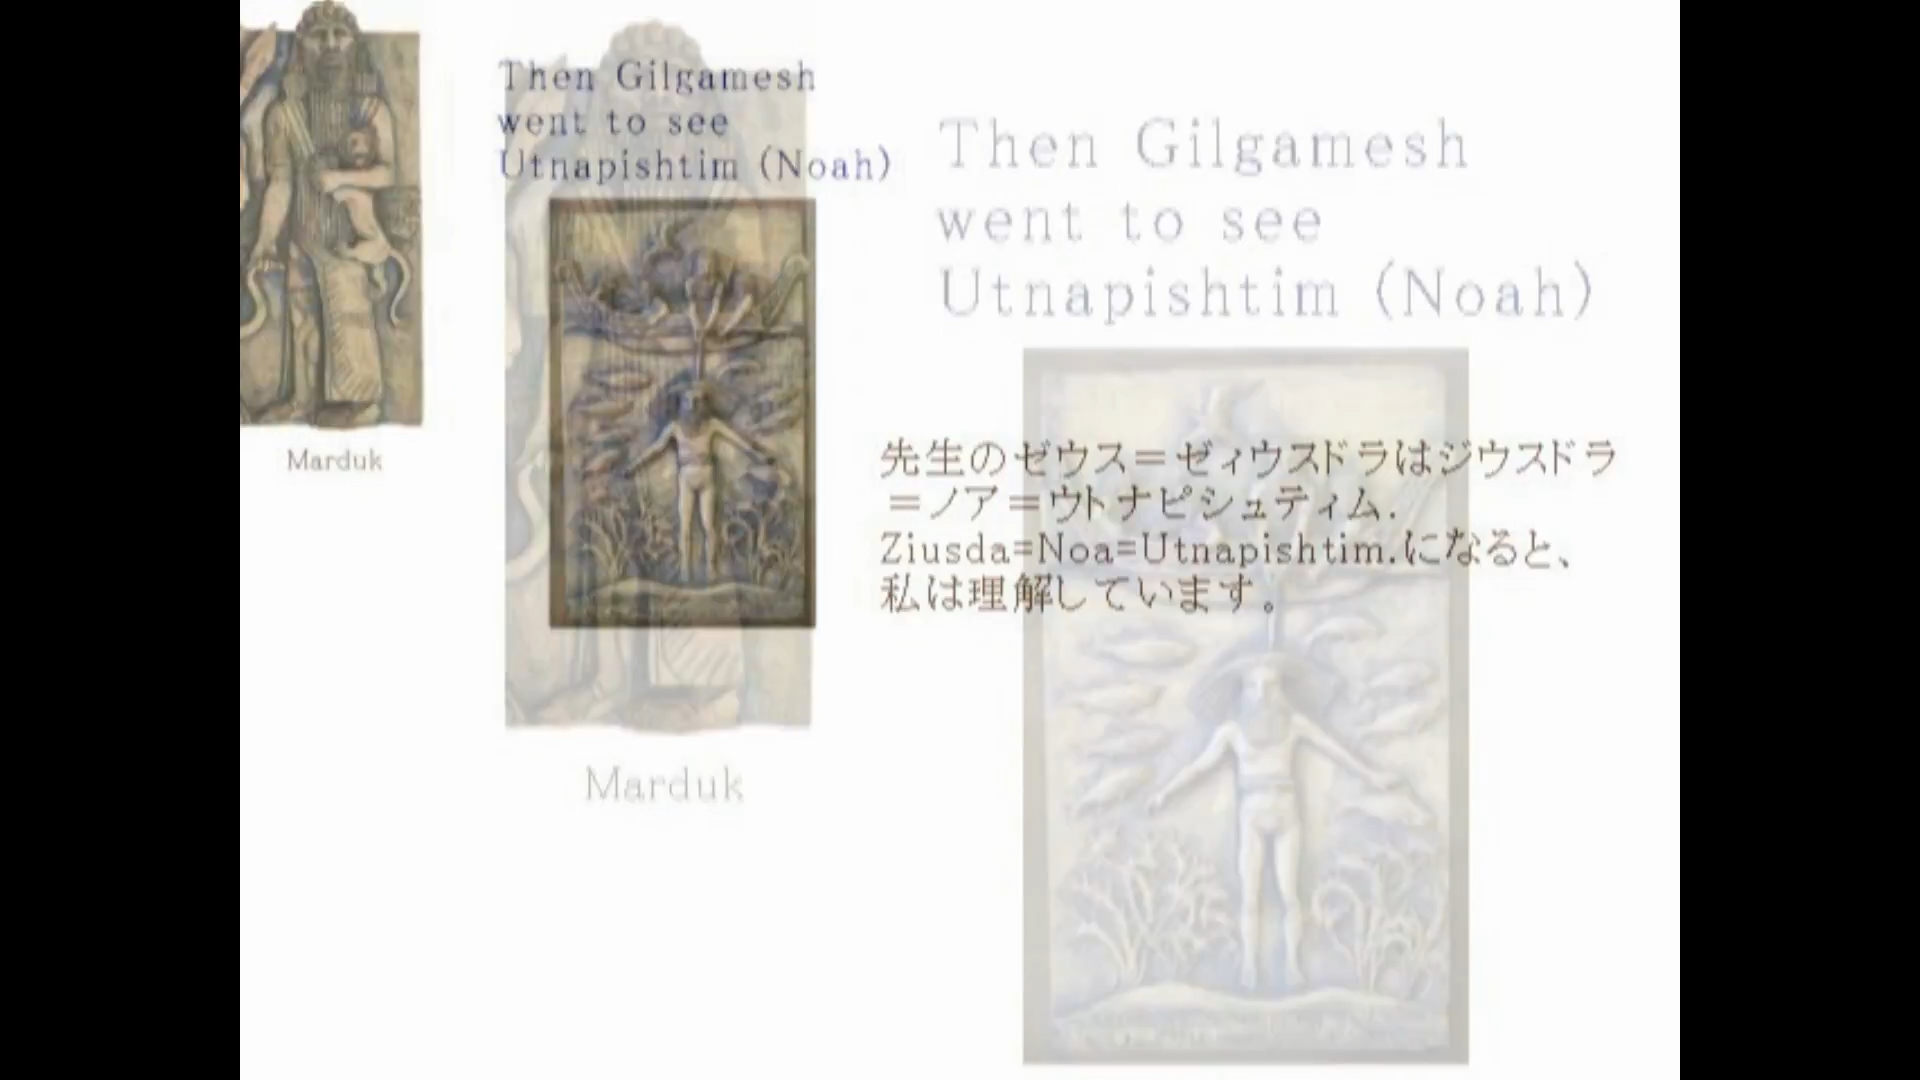 Then Gilgamesh
went to see
Utnapishtim (Noah)
Marduk
Then Gilgamesh
went to see
Utnapishtim (Noah)
先生のゼウス＝ゼィウスドラはジウスドラ
＝ノア＝ウトナピシュティム.
Ziusda=Noa=Utnapishtim.になると、
私は理解しています。
Marduk